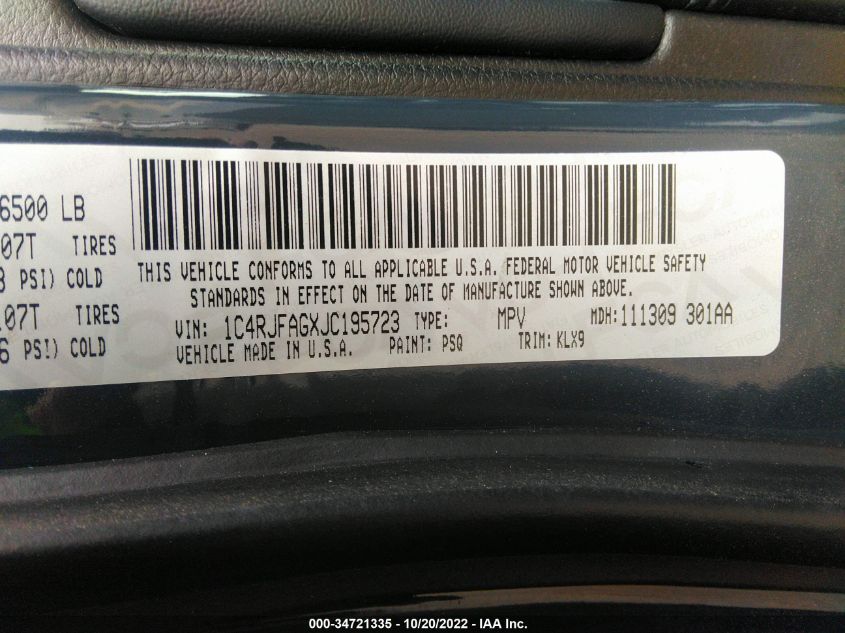 6500 LB
07T TIRES
PSI) COLD
07T TIRES
6 PSI) COLD
THIS VEHICLE CONFORMS TO ALL APPLICABLE U.S.A. FEDERAL MOTOR VEHICLE SAFETY
STANDARDS IN EFFECT ON THE DATE OF MANUFACTURE SHOWN ABOVE.
VIN: 1C4RJFAGXJC195723 TYPE: MPV MDH: 111309 301AA
VEHICLE MADE IN U.S.A. PAINT: PSQ TRIM: KLX9
000-34721335 - 10/20/2022 - IAA Inc.